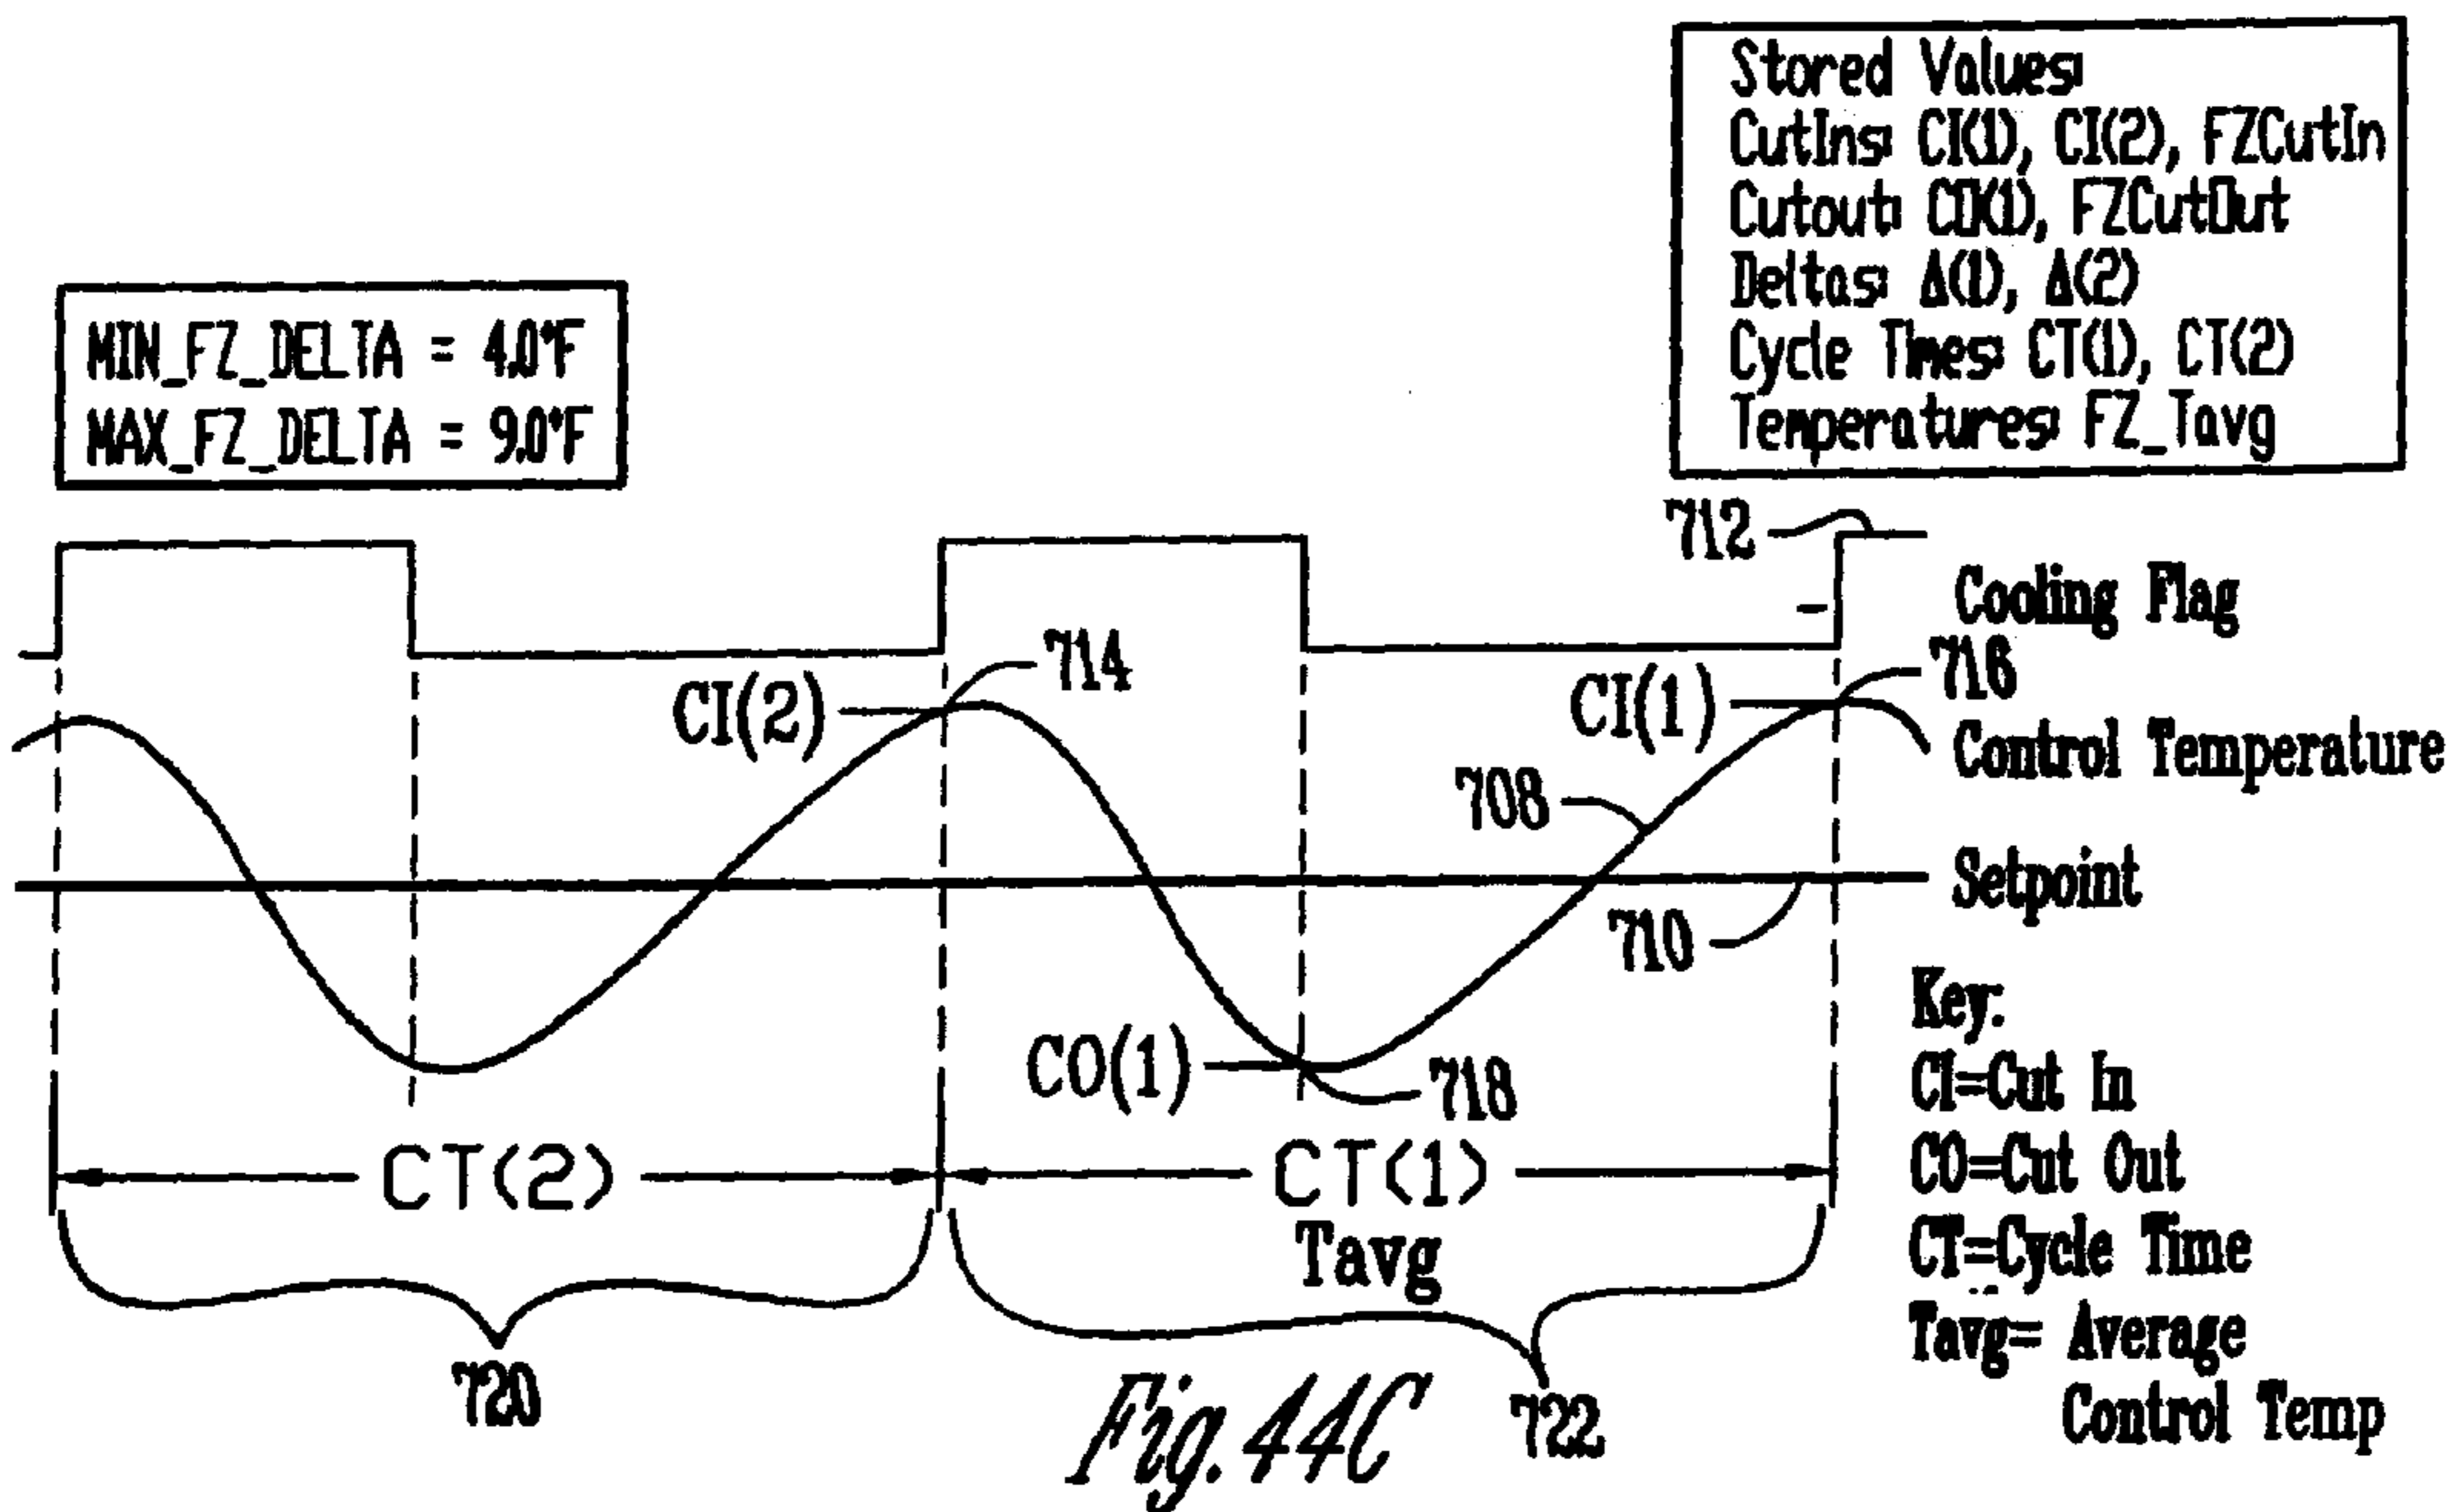 Stored Values:
CutIns: CI(1), CI(2), FZCutIn
Cutout: CO(1), FZCutOut
Deltas: Δ(1), Δ(2)
Cycle Times: CT(1), CT(2)
Temperatures: FZ_Tavg
MIN_FZ_DELTA = 4.0°F
MAX_FZ_DELTA = 9.0°F
712
Cooling Flag
714
716
CI(2)
CI(1)
Control Temperature
708
Setpoint
710
Key:
CI=Cut In
CO(1)
718
CO=Cut Out
CT(2)
CT(1)
CT=Cycle Time
Tavg
Tavg= Average
Control Temp
720
722
Fig. 44C